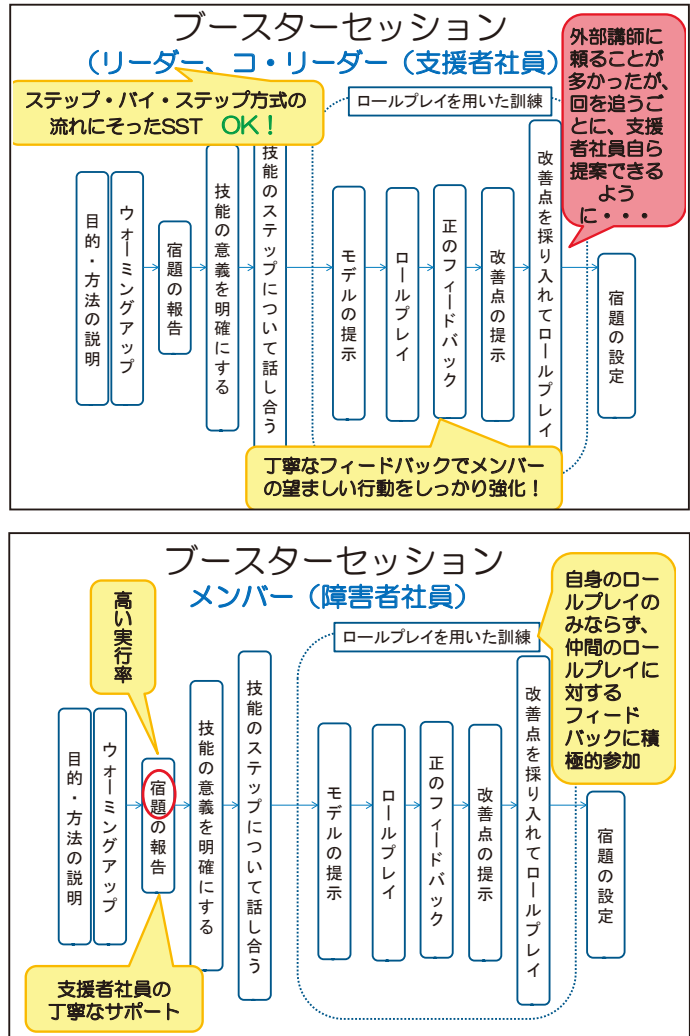 ブースターセッション
（リーダー、コ・リーダー（支援者社員）
外部講師に
頼ることが
多かったが、
回を追うご
とに、支援
者社員自ら
提案できる
よう
に・・・
ステップ・バイ・ステップ方式の
流れにそったSST　OK！
ロールプレイを用いた訓練
目的・方法の説明
ウォーミングアップ
宿題の報告
技能の意義を明確にする
技能のステップについて話し合う
モデルの提示
ロールプレイ
正のフィードバック
改善点の提示
改善点を採り入れてロールプレイ
宿題の設定
丁寧なフィードバックでメンバー
の望ましい行動をしっかり強化！
ブースターセッション
メンバー（障害者社員）
高い実行率
自身のロー
ルプレイの
みならず、
仲間のロー
ルプレイに
対する
フィード
バックに積
極的参加
ロールプレイを用いた訓練
目的・方法の説明
ウォーミングアップ
宿題の報告
技能の意義を明確にする
技能のステップについて話し合う
モデルの提示
ロールプレイ
正のフィードバック
改善点の提示
改善点を採り入れてロールプレイ
宿題の設定
支援者社員の
丁寧なサポート